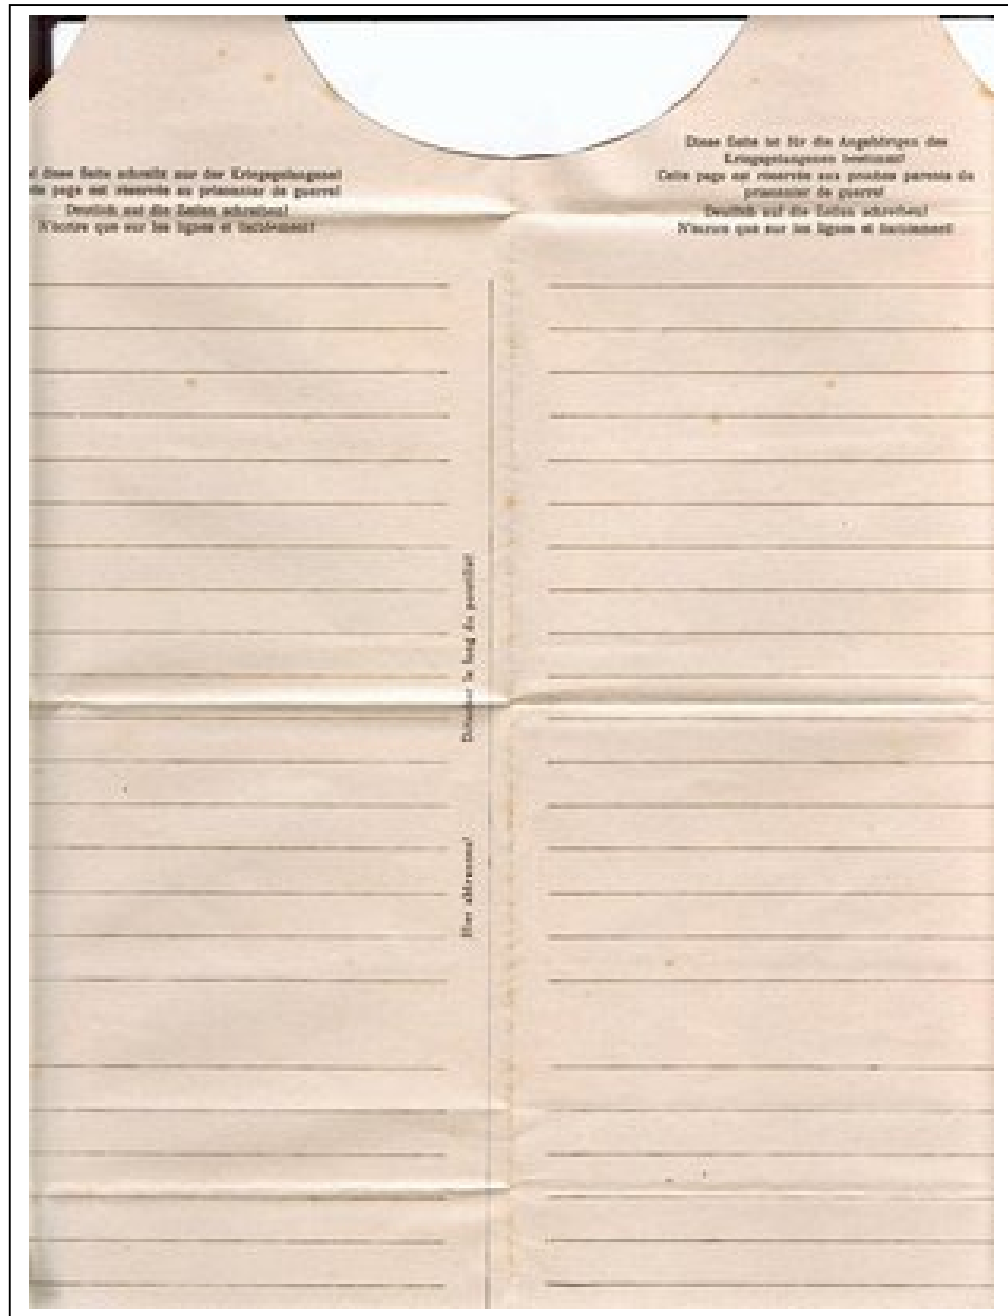 diese Seite schreibt nur der Kriegsgefangene!
page est réservée au prisonnier de guerre!
Deutlich auf die Zeilen schreiben!
N'écrire que sur les lignes et lisiblement!
Diese Seite ist für die Angehörigen des
Kriegsgefangenen bestimmt!
Cette page est réservée aux proches parents du
prisonnier de guerre!
Deutlich auf die Zeilen schreiben!
N'écrire que sur les lignes et lisiblement!
Détacher le long du pointillé!
Hier abtrennen!